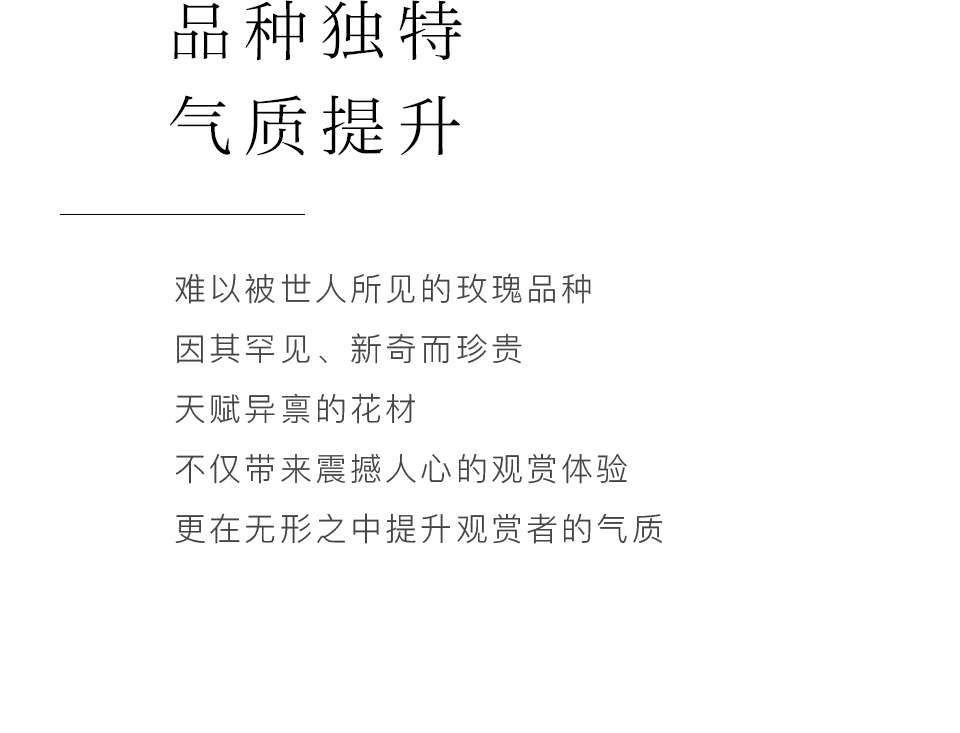 品种独特
气质提升
难以被世人所见的玫瑰品种
因其罕见、新奇而珍贵
天赋异禀的花材
不仅带来震撼人心的观赏体验
更在无形之中提升观赏者的气质